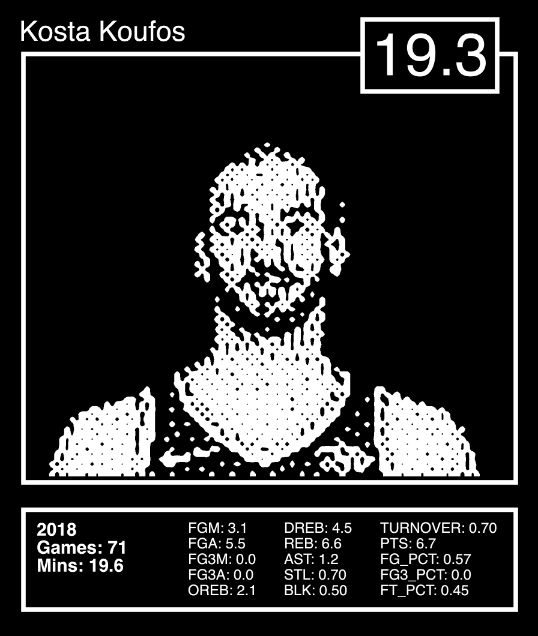 Kosta Koufos
19.3
2018
Games: 71
Mins: 19.6
FGM: 3.1
FGA: 5.5
FG3M: 0.0
FG3A: 0.0
OREB: 2.1
DREB: 4.5
REB: 6.6
AST: 1.2
STL: 0.70
BLK: 0.50
TURNOVER: 0.70
PTS: 6.7
FG_PCT: 0.57
FG3_PCT: 0.0
FT_PCT: 0.45